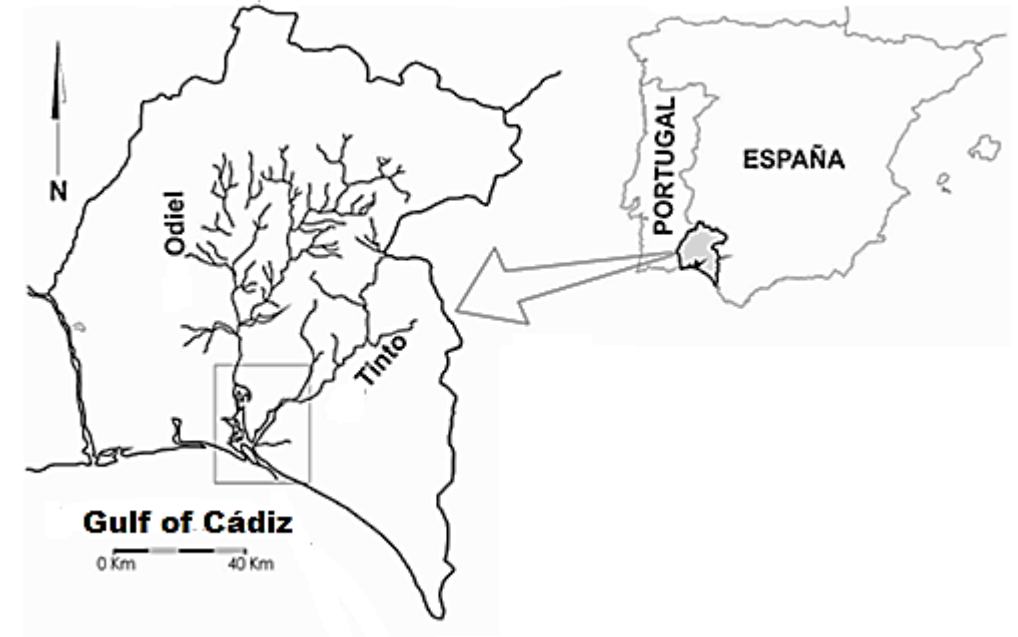 N
Odiel
Tinto
Gulf of Cádiz
0 Km 40 Km
PORTUGAL
ESPAÑA